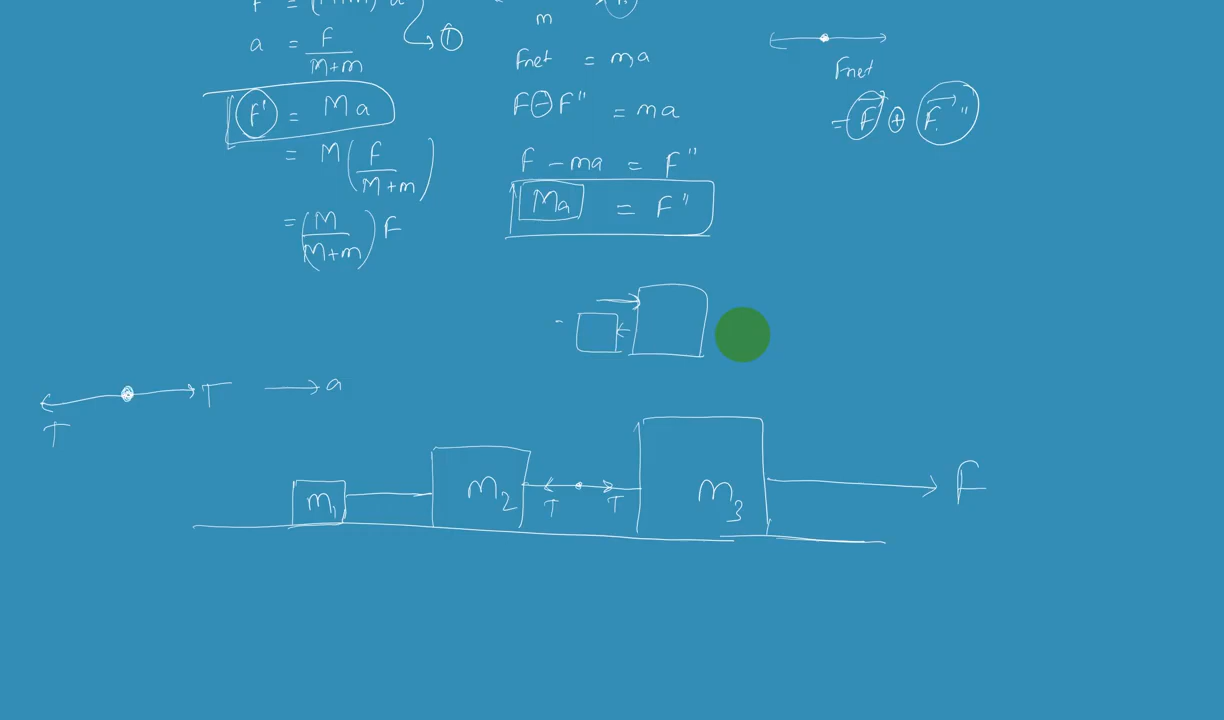 a = F/(M+m)
F' = Ma
= M(F/(M+m))
= (M/(M+m)) F
m
Fnet = ma
F - F" = ma
F - ma = F"
Ma = F"
Fnet
= F + F"
T
T
a
m1
m2
T
T
m3
F